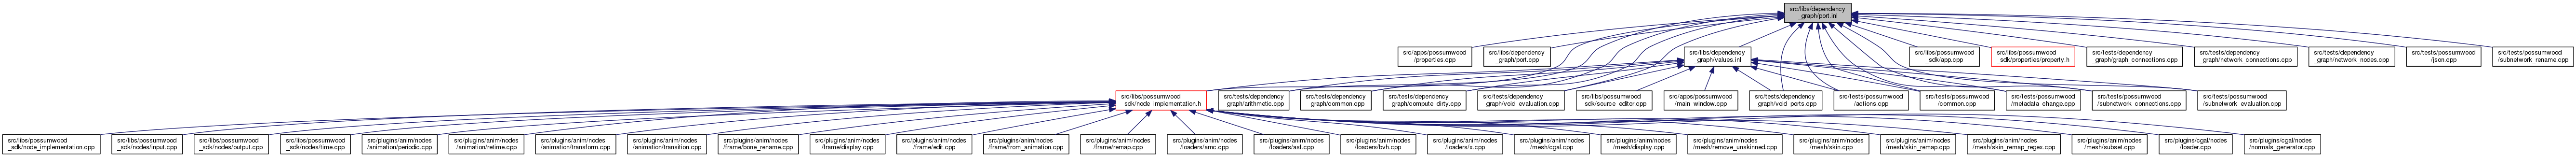 src/libs/dependency
_graph/port.inl
src/apps/possumwood
/properties.cpp
src/libs/dependency
_graph/port.cpp
src/libs/dependency
_graph/values.inl
src/libs/possumwood
_sdk/app.cpp
src/libs/possumwood
_sdk/properties/property.h
src/tests/dependency
_graph/graph_connections.cpp
src/tests/dependency
_graph/network_connections.cpp
src/tests/dependency
_graph/network_nodes.cpp
src/tests/possumwood
/json.cpp
src/tests/possumwood
/subnetwork_rename.cpp
src/libs/possumwood
_sdk/node_implementation.h
src/tests/dependency
_graph/arithmetic.cpp
src/tests/dependency
_graph/common.cpp
src/tests/dependency
_graph/compute_dirty.cpp
src/tests/dependency
_graph/void_evaluation.cpp
src/libs/possumwood
_sdk/source_editor.cpp
src/apps/possumwood
/main_window.cpp
src/tests/dependency
_graph/void_ports.cpp
src/tests/possumwood
/actions.cpp
src/tests/possumwood
/common.cpp
src/tests/possumwood
/metadata_change.cpp
src/tests/possumwood
/subnetwork_connections.cpp
src/tests/possumwood
/subnetwork_evaluation.cpp
src/libs/possumwood
_sdk/node_implementation.cpp
src/libs/possumwood
_sdk/nodes/input.cpp
src/libs/possumwood
_sdk/nodes/output.cpp
src/libs/possumwood
_sdk/nodes/time.cpp
src/plugins/anim/nodes
/animation/periodic.cpp
src/plugins/anim/nodes
/animation/retime.cpp
src/plugins/anim/nodes
/animation/transform.cpp
src/plugins/anim/nodes
/animation/transition.cpp
src/plugins/anim/nodes
/frame/bone_rename.cpp
src/plugins/anim/nodes
/frame/display.cpp
src/plugins/anim/nodes
/frame/edit.cpp
src/plugins/anim/nodes
/frame/from_animation.cpp
src/plugins/anim/nodes
/frame/remap.cpp
src/plugins/anim/nodes
/loaders/amc.cpp
src/plugins/anim/nodes
/loaders/asf.cpp
src/plugins/anim/nodes
/loaders/bvh.cpp
src/plugins/anim/nodes
/loaders/x.cpp
src/plugins/anim/nodes
/mesh/cgal.cpp
src/plugins/anim/nodes
/mesh/display.cpp
src/plugins/anim/nodes
/mesh/remove_unskinned.cpp
src/plugins/anim/nodes
/mesh/skin.cpp
src/plugins/anim/nodes
/mesh/skin_remap.cpp
src/plugins/anim/nodes
/mesh/skin_remap_regex.cpp
src/plugins/anim/nodes
/mesh/subset.cpp
src/plugins/cgal/nodes
/loader.cpp
src/plugins/cgal/nodes
/normals_generator.cpp